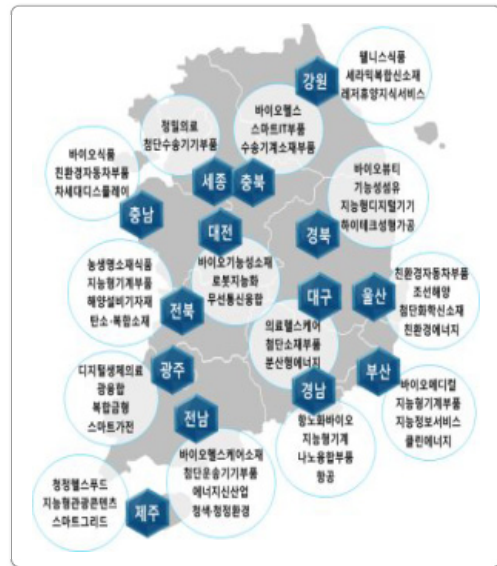 강원
웰니스식품
세라믹복합신소재
레저휴양지식서비스
정밀의료
첨단수송기기부품
세종
바이오헬스
스마트IT부품
수송기계소재부품
충북
바이오식품
친환경자동차부품
차세대디스플레이
충남
대전
바이오기능성소재
로봇지능화
무선통신융합
바이오뷰티
기능성섬유
지능형디지털기기
하이테크성형가공
경북
농생명소재식품
지능형기계부품
해양설비기자재
탄소·복합소재
전북
의료헬스케어
첨단소재부품
분산형에너지
대구
울산
친환경자동차부품
조선해양
첨단화학신소재
친환경에너지
디지털생체의료
광융합
복합금형
스마트가전
광주
경남
항노화바이오
지능형기계
나노융합부품
항공
부산
바이오메디컬
지능형기계부품
지능정보서비스
클린에너지
전남
바이오헬스케어소재
첨단운송기기부품
에너지신산업
청색·청정환경
청정헬스푸드
지능형관광콘텐츠
스마트그리드
제주